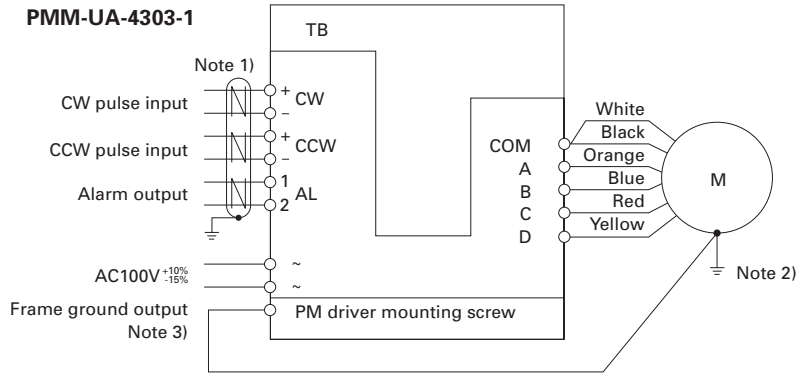 PMM-UA-4303-1
TB
Note 1)
CW pulse input
+
CW
−
CCW pulse input
+
CCW
−
Alarm output
1
AL
2
AC100V +10% -15%
~
~
Frame ground output
Note 3)
PM driver mounting screw
COM
A
B
C
D
White
Black
Orange
Blue
Red
Yellow
M
Note 2)